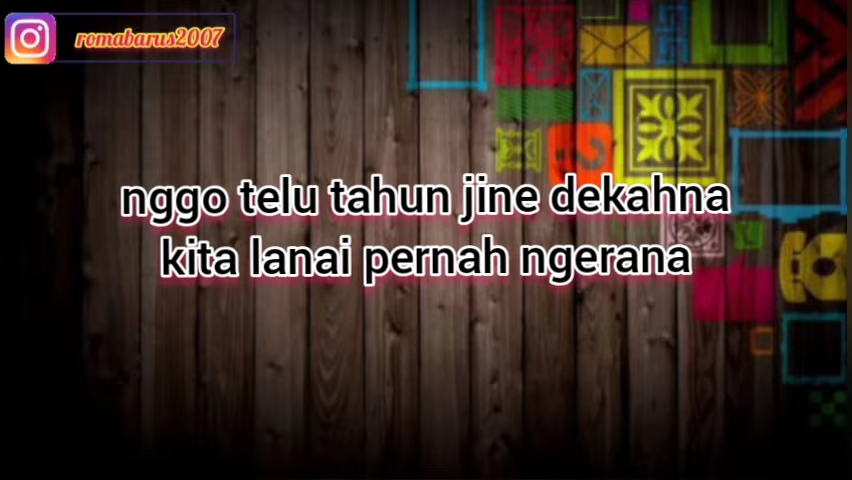 romabarus2007
nggo telu tahun jine dekahna
kita lanai pernah ngerana